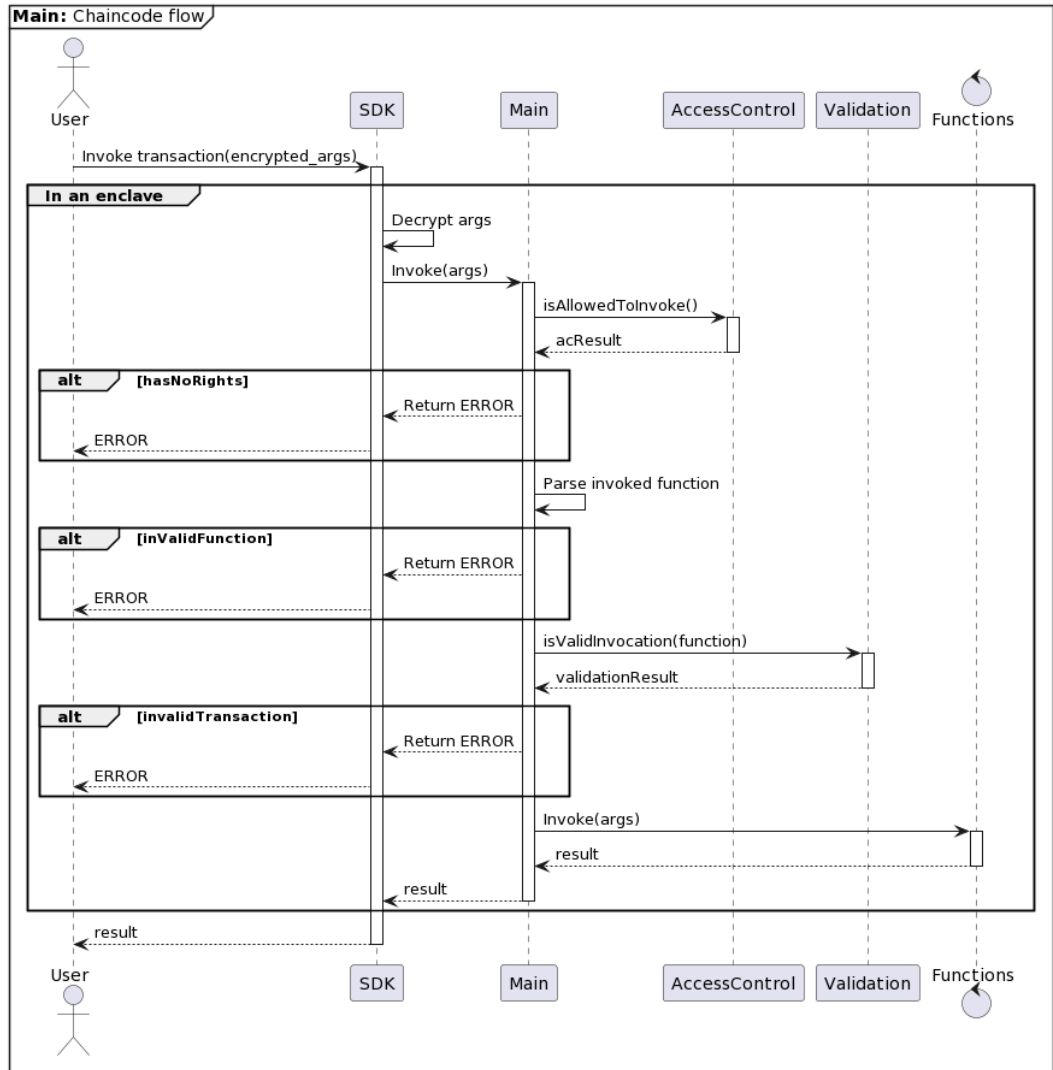 Main: Chaincode flow
User
SDK
Main
AccessControl
Validation
Functions
Invoke transaction(encrypted_args)
In an enclave
Decrypt args
Invoke(args)
isAllowedToInvoke()
acResult
alt [hasNoRights]
Return ERROR
ERROR
Parse invoked function
alt [inValidFunction]
Return ERROR
ERROR
isValidInvocation(function)
validationResult
alt [invalidTransaction]
Return ERROR
ERROR
Invoke(args)
result
result
result
User
SDK
Main
AccessControl
Validation
Functions